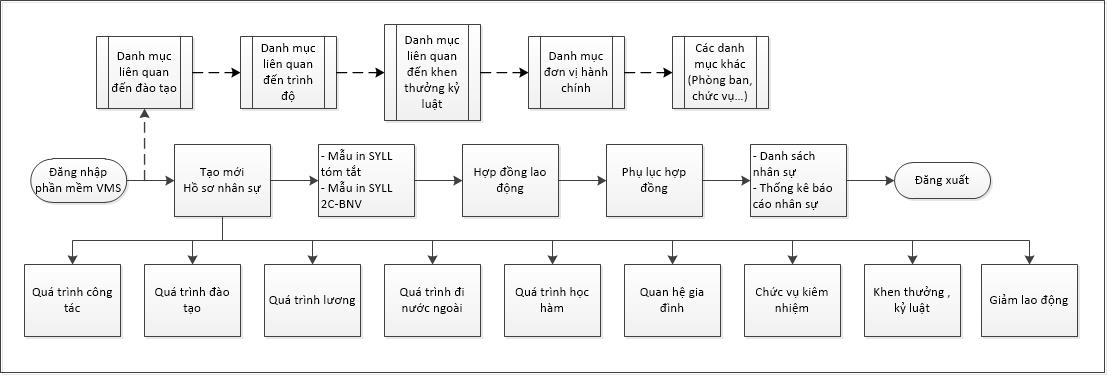 Danh mục
liên quan
đến đào tạo
Danh mục
liên quan
đến trình
độ
Danh mục
liên quan
đến khen
thưởng kỷ
luật
Danh mục
đơn vị hành
chính
Các danh
mục khác
(Phòng ban,
chức vụ...)
Đăng nhập
phần mềm VMS
Tạo mới
Hồ sơ nhân sự
- Mẫu in SYLL
tóm tắt
- Mẫu in SYLL
2C-BNV
Hợp đồng lao
động
Phụ lục hợp
đồng
- Danh sách
nhân sự
- Thống kê báo
cáo nhân sự
Đăng xuất
Quá trình công
tác
Quá trình đào
tạo
Quá trình lương
Quá trình đi
nước ngoài
Quá trình học
hàm
Quan hệ gia
đình
Chức vụ kiêm
nhiệm
Khen thưởng ,
kỷ luật
Giảm lao động